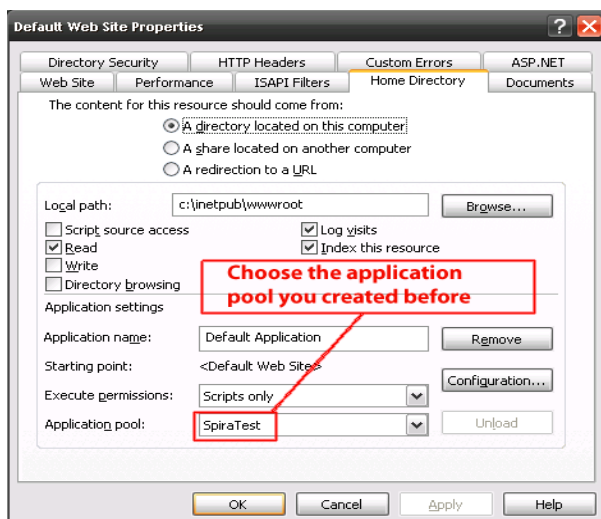 Default Web Site Properties
Directory Security HTTP Headers Custom Errors ASP.NET
Web Site Performance ISAPI Filters Home Directory Documents
The content for this resource should come from:
A directory located on this computer
A share located on another computer
A redirection to a URL
Local path: c:\inetpub\wwwroot Browse...
Script source access Log visits
Read Index this resource
Write
Directory browsing
Choose the application
pool you created before
Application settings
Application name: Default Application Remove
Starting point: <Default Web Site>
Configuration...
Execute permissions: Scripts only
Application pool: SpiraTest Unload
OK Cancel Apply Help